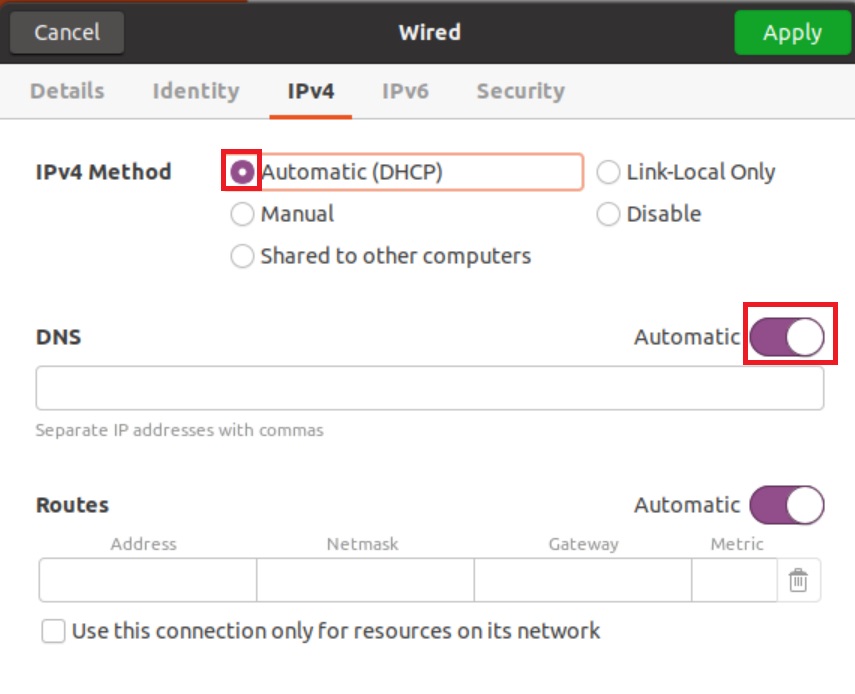 Cancel Wired Apply
Details Identity IPv4 IPv6 Security
IPv4 Method Automatic (DHCP) Link-Local Only
Manual Disable
Shared to other computers
DNS Automatic
Separate IP addresses with commas
Routes Automatic
Address Netmask Gateway Metric
Use this connection only for resources on its network